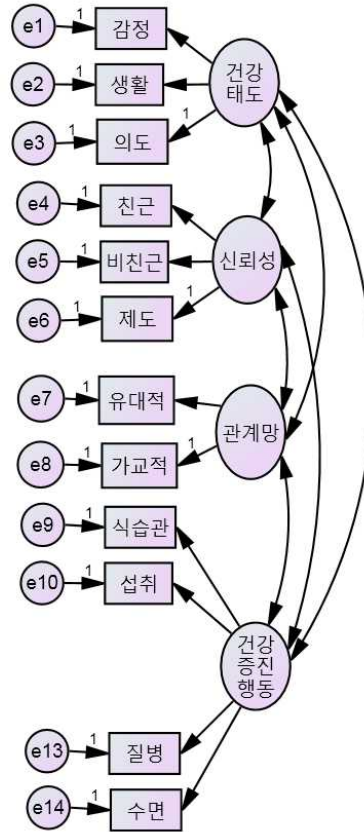 e1
1
감정
e2
1
생활
e3
1
의도
1
건강
태도
e4
1
친근
e5
1
비친근
e6
1
제도
1
신뢰성
e7
1
유대적
e8
1
가교적
1
관계망
e9
1
식습관
e10
1
섭취
건강
증진
행동
e13
1
질병
e14
1
수면